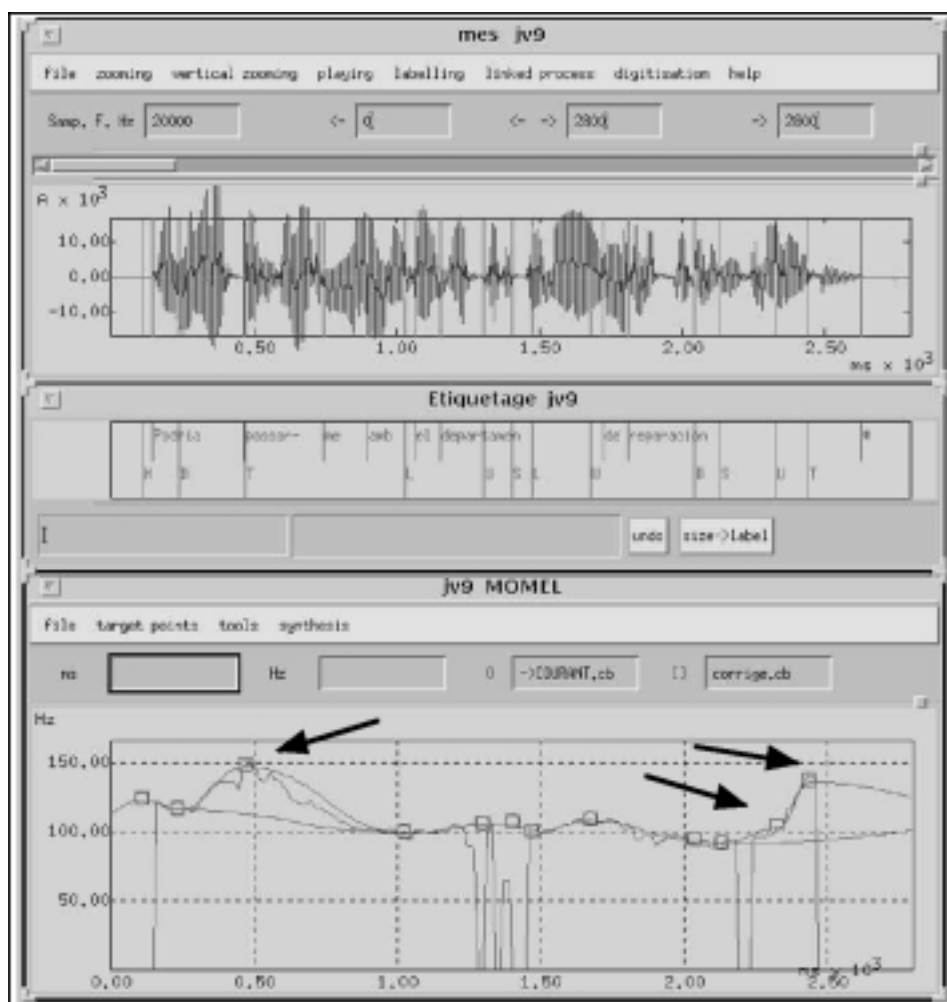 mes jv9
file zooming vertical zooming playing labelling linked process digitisation help
Samp. F. Hz 20000 <- 0 <- -> 2800 -> 2800
A x 10³
10,00
0,00
-10,00
0,50 1,00 1,50 2,00 2,50
ms x 10³
Etiquetage jv9
Podria passar- me amb el departamen de reparación *
M B T L U S L U B S U T
undo size->label
jv9 MOMEL
file target points tools synthesis
ms Hz () ->COURANT.cb [] corrige.cb
Hz
150,00
100,00
50,00
0,00 0,50 1,00 1,50 2,00 2,50
ms x 10³